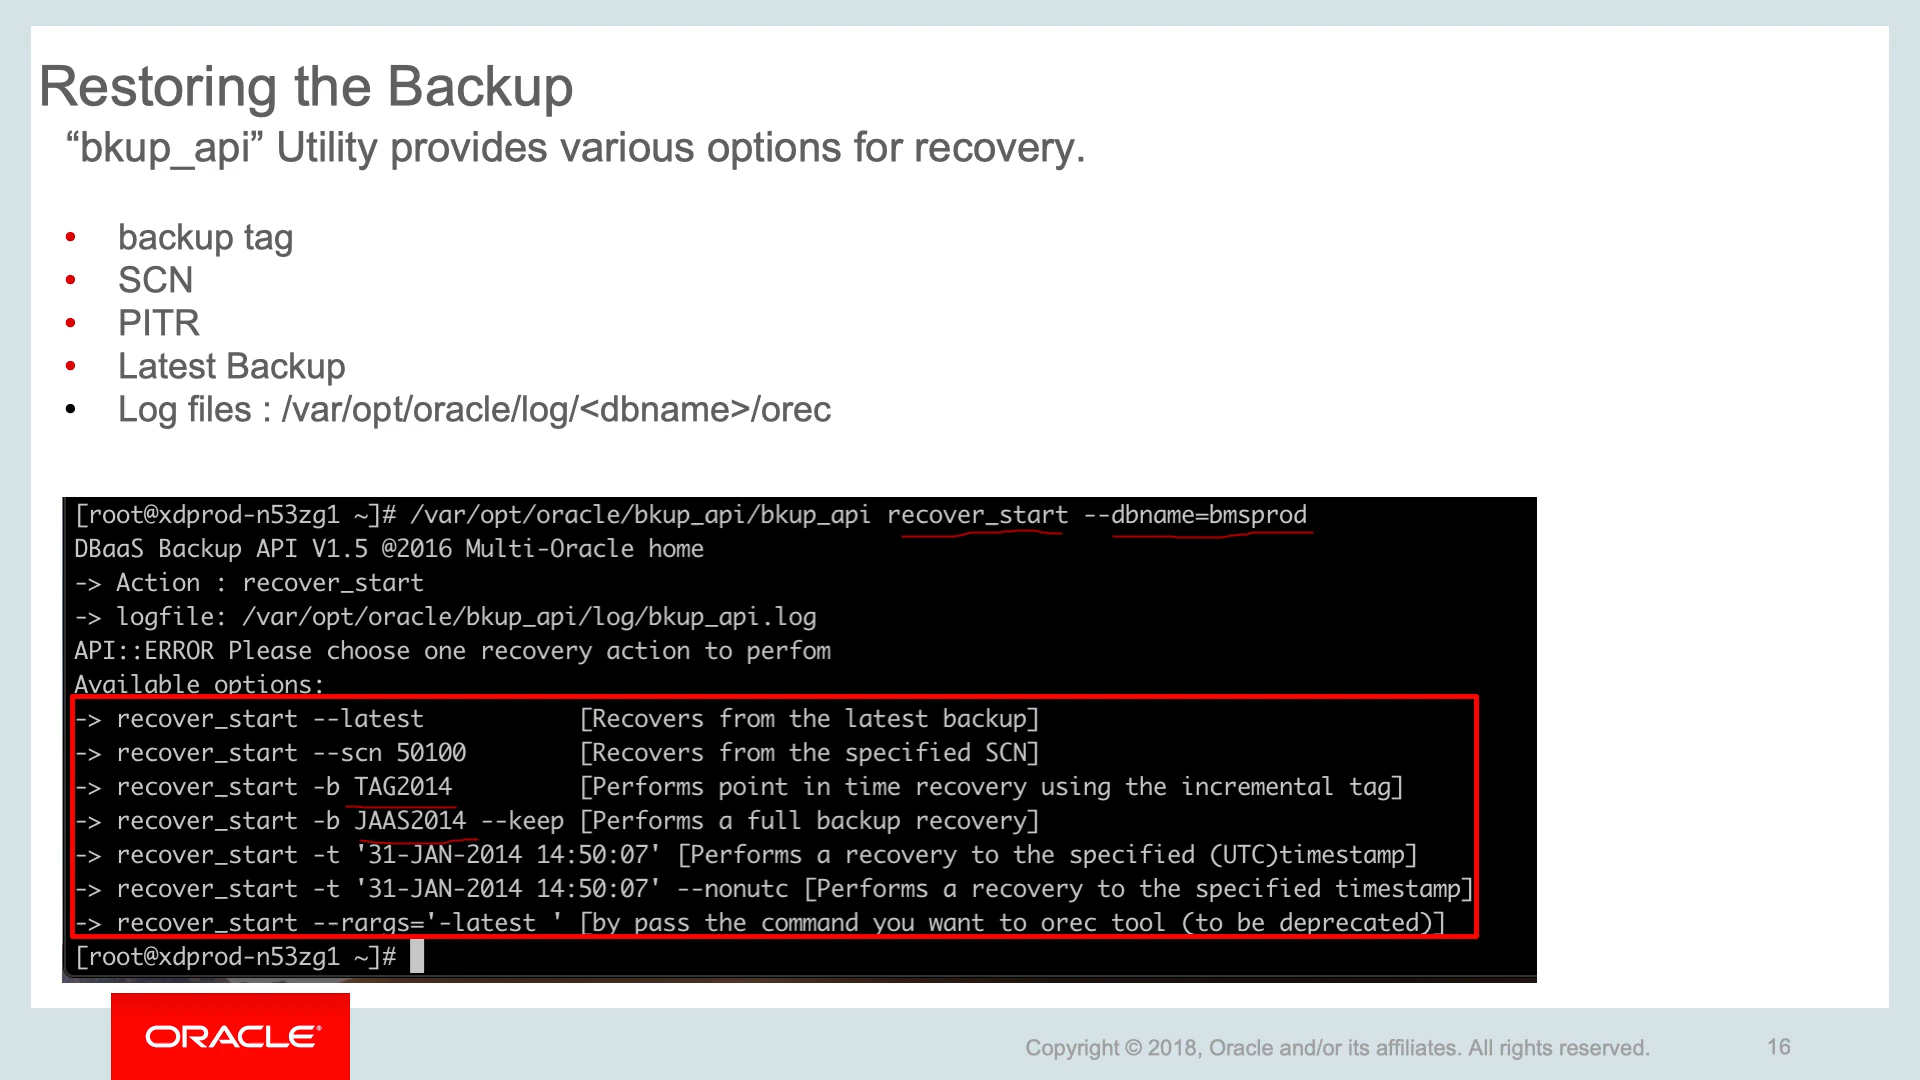 Restoring the Backup
“bkup_api” Utility provides various options for recovery.
• backup tag
• SCN
• PITR
• Latest Backup
• Log files : /var/opt/oracle/log/<dbname>/orec
[root@xdprod-n53zg1 ~]# /var/opt/oracle/bkup_api/bkup_api recover_start --dbname=bmsprod
DBaaS Backup API V1.5 @2016 Multi-Oracle home
-> Action : recover_start
-> logfile: /var/opt/oracle/bkup_api/log/bkup_api.log
API::ERROR Please choose one recovery action to perfom
Available options:
-> recover_start --latest [Recovers from the latest backup]
-> recover_start --scn 50100 [Recovers from the specified SCN]
-> recover_start -b TAG2014 [Performs point in time recovery using the incremental tag]
-> recover_start -b JAAS2014 --keep [Performs a full backup recovery]
-> recover_start -t '31-JAN-2014 14:50:07' [Performs a recovery to the specified (UTC)timestamp]
-> recover_start -t '31-JAN-2014 14:50:07' --nonutc [Performs a recovery to the specified timestamp]
-> recover_start --rargs='-latest ' [by pass the command you want to orec tool (to be deprecated)]
[root@xdprod-n53zg1 ~]#
ORACLE®
Copyright © 2018, Oracle and/or its affiliates. All rights reserved.
16